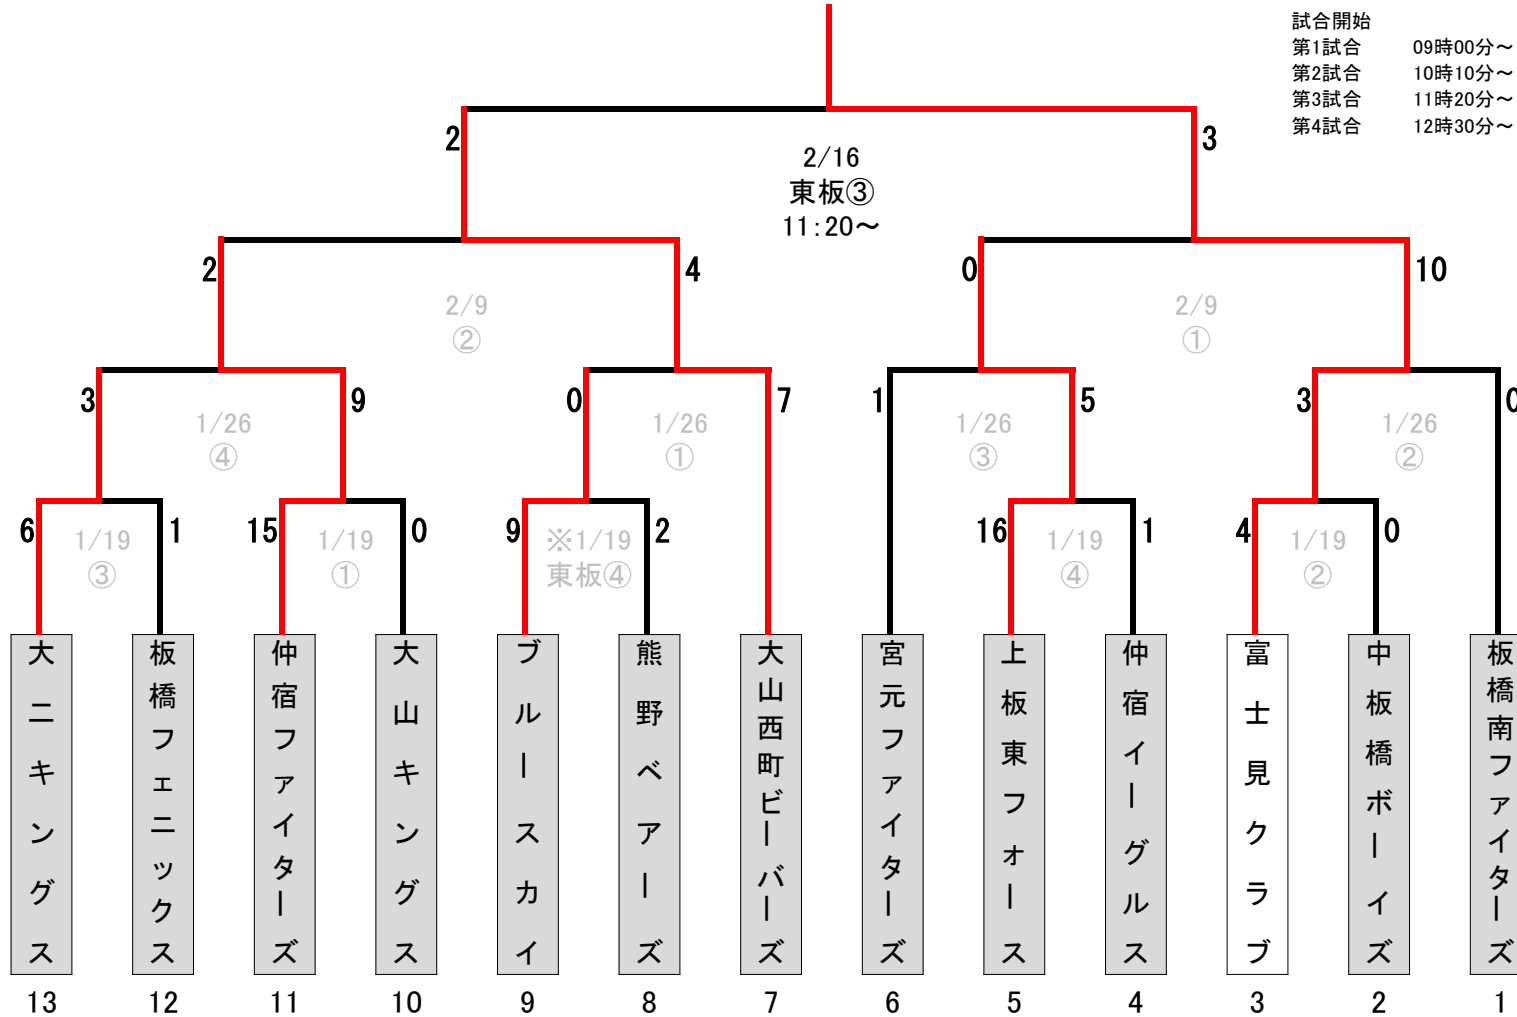 試合開始
第1試合 09時00分～
第2試合 10時10分～
第3試合 11時20分～
第4試合 12時30分～
2 3
2/16
東板③
11:20～
2 4 0 10
2/9 2/9
② ①
3 9 0 7 1 5 3 0
1/26 1/26 1/26 1/26
④ ① ③ ②
6 1 15 0 9 2 16 1 4 0
1/19 1/19 ※1/19 1/19 1/19
③ ① 東板④ ④ ②
大ニキングス
板橋フェニックス
仲宿ファイターズ
大山キングス
ブルースカイ
熊野ベアーズ
大山西町ビーバーズ
宮元ファイターズ
上板東フォース
仲宿イーグルス
富士見クラブ
中板橋ボーイズ
板橋南ファイターズ
13 12 11 10 9 8 7 6 5 4 3 2 1